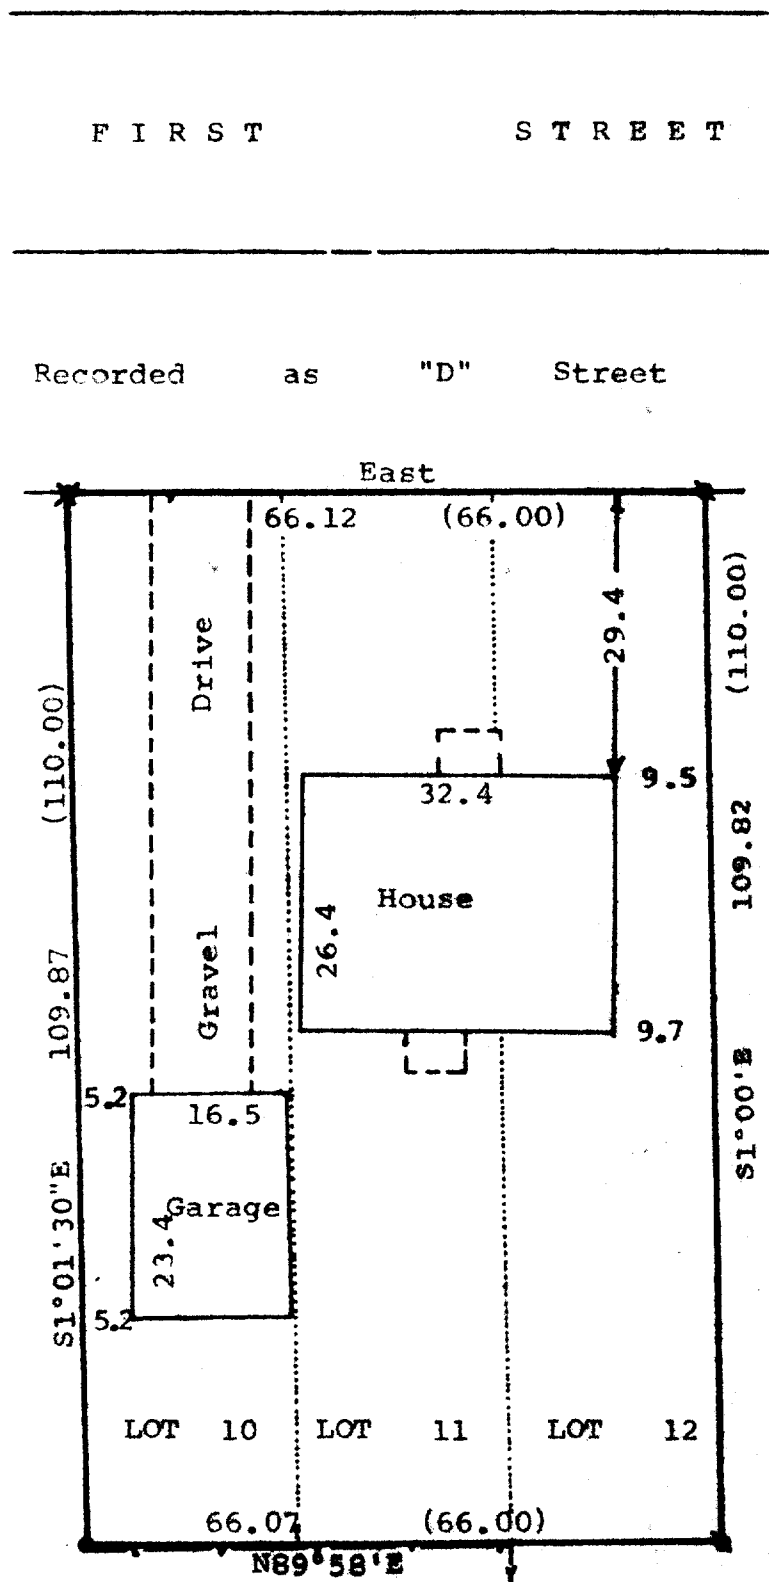 FIRST STREET
Recorded as "D" Street
East
66.12 (66.00)
(110.00)
29.4
Drive
(110.00)
9.5
32.4
109.82
House
26.4
Gravel
109.87
9.7
5.2
16.5
S1°00'E
Garage
23.4
S1°01'30"E
5.2
LOT 10 LOT 11 LOT 12
66.07 (66.00)
N89°58'E